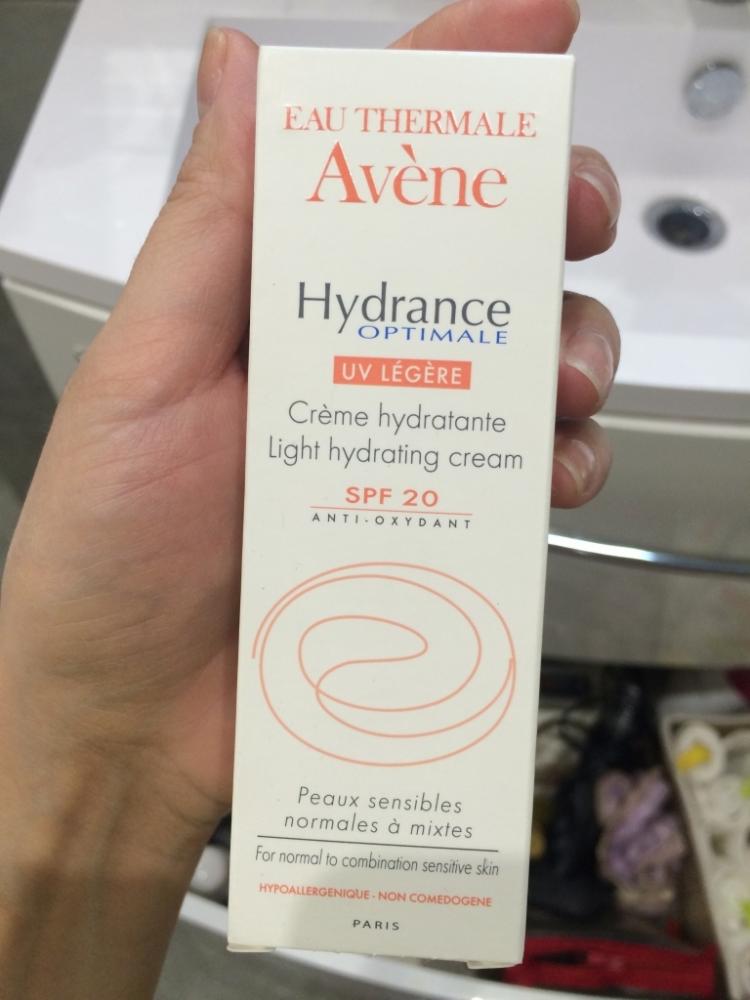 EAU THERMALE
Avène
Hydrance
OPTIMALE
UV LÉGÈRE
Crème hydratante
Light hydrating cream
SPF 20
ANTI-OXYDANT
Peaux sensibles
normales à mixtes
For normal to combination sensitive skin
HYPOALLERGENIQUE - NON COMEDOGENE
PARIS